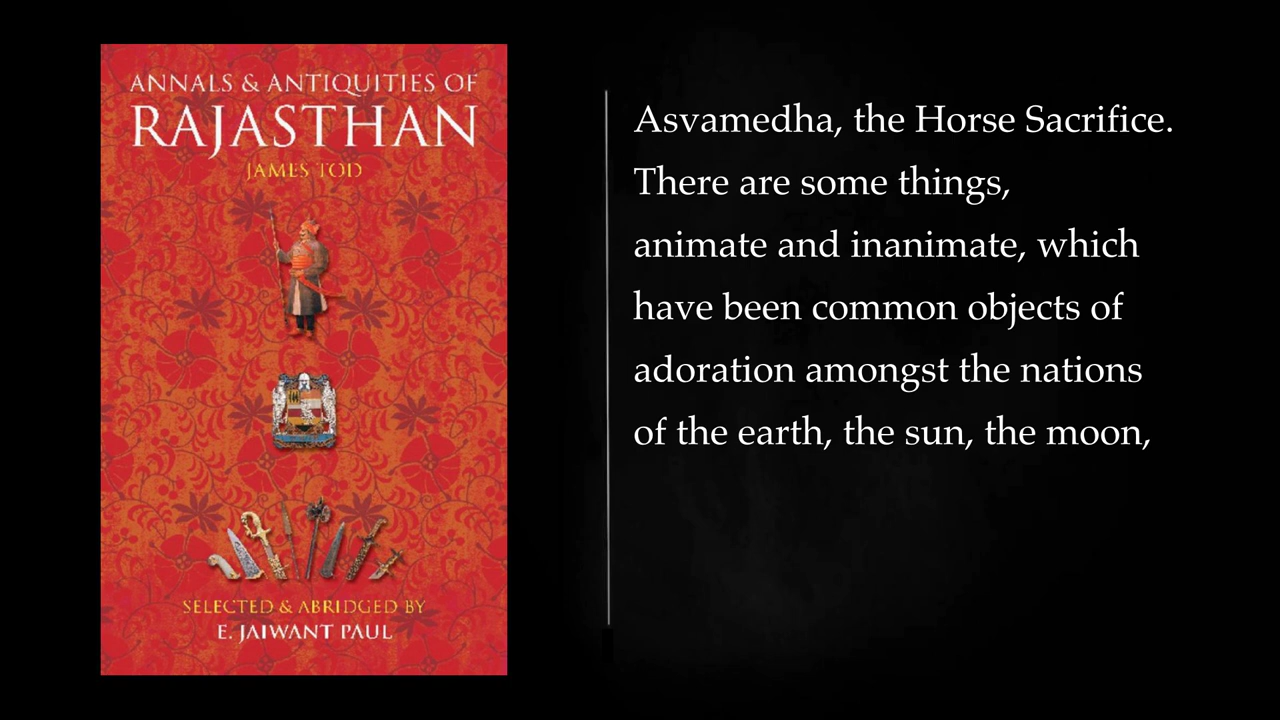 ANNALS & ANTIQUITIES OF
RAJASTHAN
JAMES TOD
SELECTED & ABRIDGED BY
E. JAIWANT PAUL
Asvamedha, the Horse Sacrifice.
There are some things,
animate and inanimate, which
have been common objects of
adoration amongst the nations
of the earth, the sun, the moon,